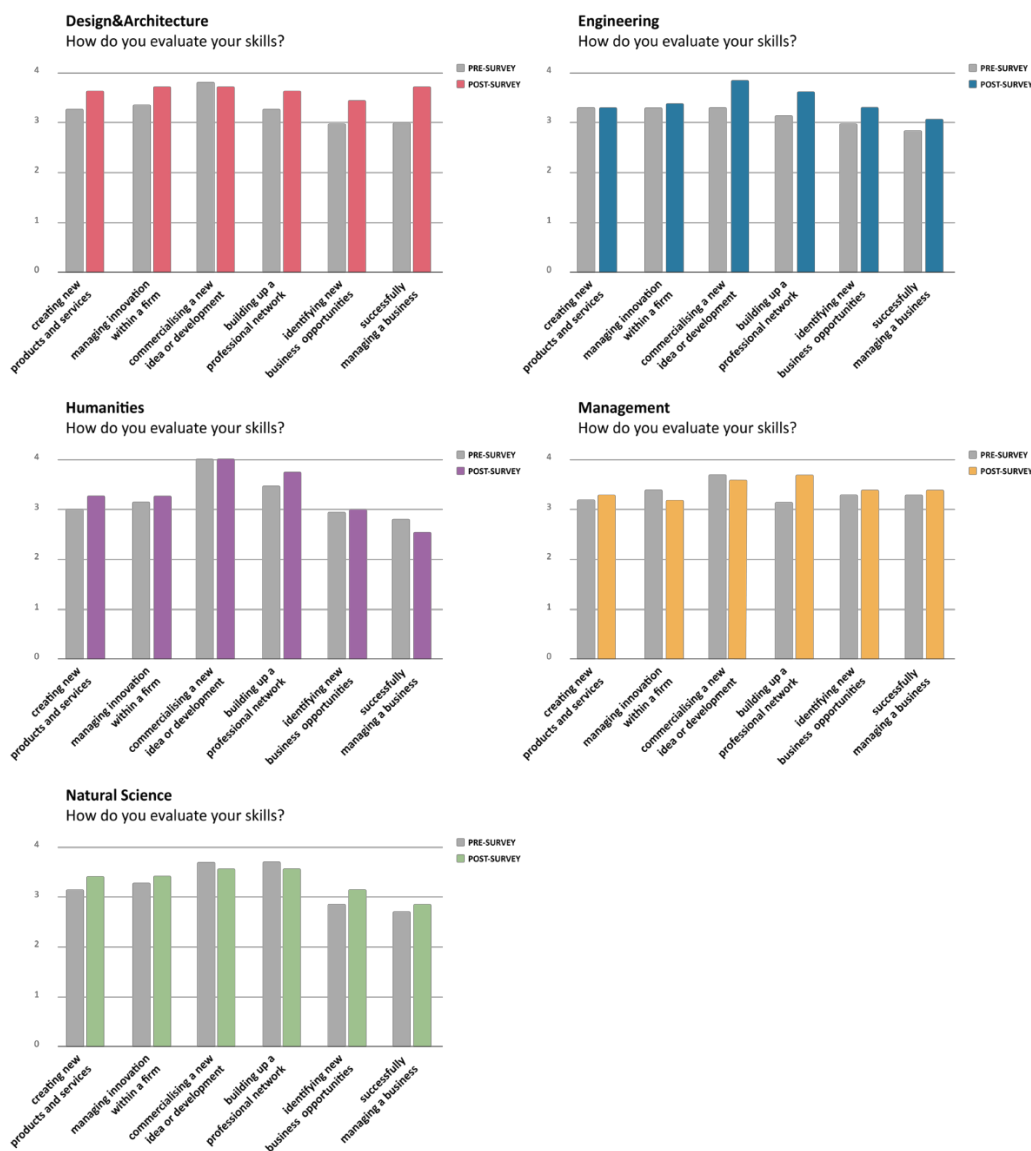 Design&Architecture
How do you evaluate your skills?
PRE-SURVEY
POST-SURVEY
4
3
2
1
0
creating new
products and services
managing innovation
within a firm
commercialising a new
idea or development
building up a
professional network
identifying new
business opportunities
successfully
managing a business
Engineering
How do you evaluate your skills?
PRE-SURVEY
POST-SURVEY
4
3
2
1
0
creating new
products and services
managing innovation
within a firm
commercialising a new
idea or development
building up a
professional network
identifying new
business opportunities
successfully
managing a business
Humanities
How do you evaluate your skills?
PRE-SURVEY
POST-SURVEY
4
3
2
1
0
creating new
products and services
managing innovation
within a firm
commercialising a new
idea or development
building up a
professional network
identifying new
business opportunities
successfully
managing a business
Management
How do you evaluate your skills?
PRE-SURVEY
POST-SURVEY
4
3
2
1
0
creating new
products and services
managing innovation
within a firm
commercialising a new
idea or development
building up a
professional network
identifying new
business opportunities
successfully
managing a business
Natural Science
How do you evaluate your skills?
PRE-SURVEY
POST-SURVEY
4
3
2
1
0
creating new
products and services
managing innovation
within a firm
commercialising a new
idea or development
building up a
professional network
identifying new
business opportunities
successfully
managing a business